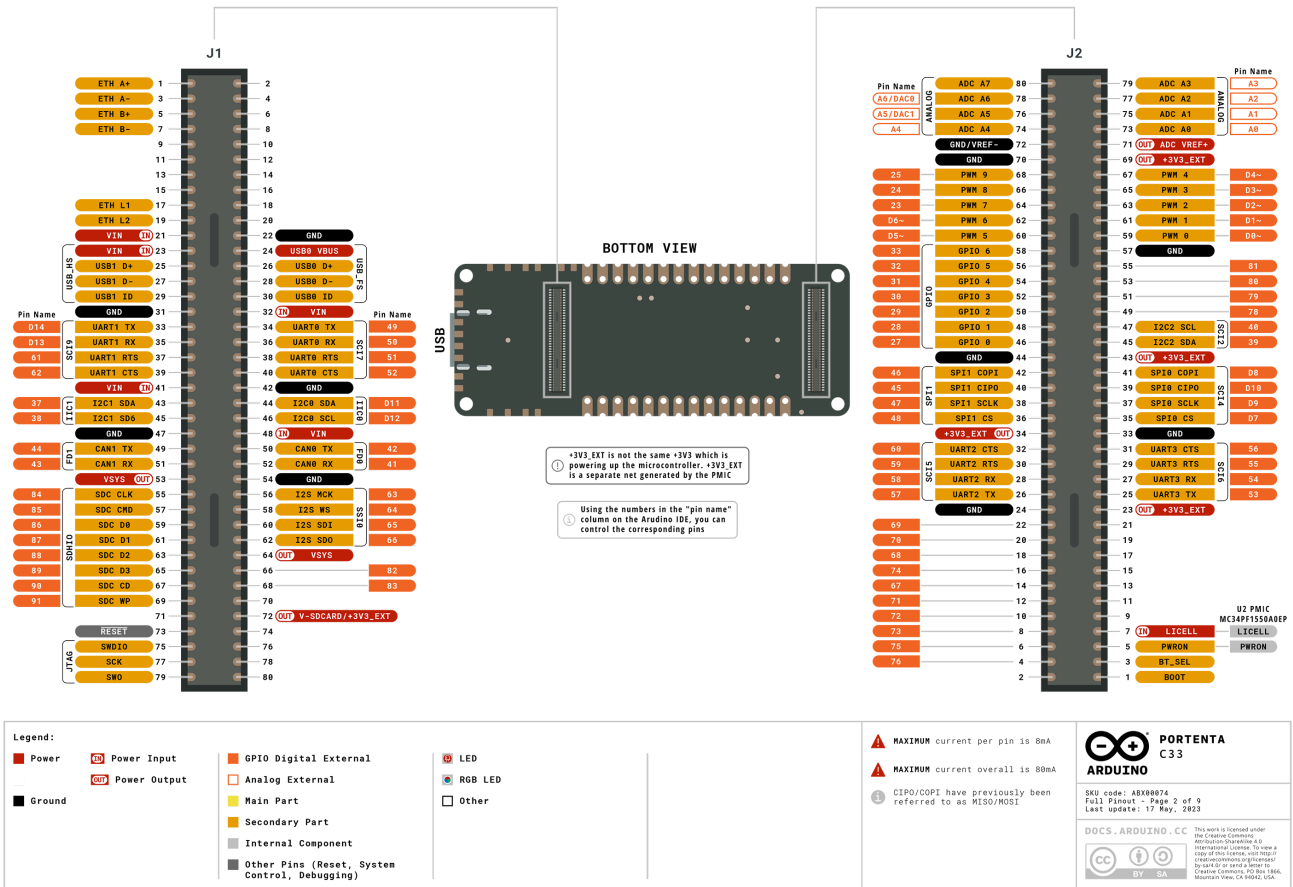 J1
J2
Pin Name
ETH A+ 1 2
ETH A- 3 4
ETH B+ 5 6
ETH B- 7 8
9 10
11 12
13 14
15 16
ETH L1 17 18
ETH L2 19 20
VIN IN 21 22 GND
VIN IN 23 24 USB0 VBUS
USB1 D+ 25 26 USB0 D+
USB1 D- 27 28 USB0 D-
USB1 ID 29 30 USB0 ID
USB_HS
USB_FS
GND 31 32 IN VIN
Pin Name
Pin Name
D14 UART1 TX 33 34 UART0 TX 49
D13 UART1 RX 35 36 UART0 RX 50
61 UART1 RTS 37 38 UART0 RTS 51
62 UART1 CTS 39 40 UART0 CTS 52
SCI9
SCI7
VIN IN 41 42 GND
37 I2C1 SDA 43 44 I2C0 SDA D11
38 I2C1 SD6 45 46 I2C0 SCL D12
IIC1
IIC0
GND 47 48 IN VIN
44 CAN1 TX 49 50 CAN0 TX 42
43 CAN1 RX 51 52 CAN0 RX 41
FD1
FD0
VSYS OUT 53 54 GND
84 SDC CLK 55 56 I2S MCK 63
85 SDC CMD 57 58 I2S WS 64
86 SDC D0 59 60 I2S SDI 65
87 SDC D1 61 62 I2S SDO 66
88 SDC D2 63 64 OUT VSYS
89 SDC D3 65 66 82
90 SDC CD 67 68 83
91 SDC WP 69 70
SDHIO
SSI0
71 72 OUT V-SDCARD/+3V3_EXT
RESET 73 74
SWDIO 75 76
SCK 77 78
SWO 79 80
JTAG
BOTTOM VIEW
USB
+3V3_EXT is not the same +3V3 which is
powering up the microcontroller. +3V3_EXT
is a separate net generated by the PMIC
Using the numbers in the "pin name"
column on the Arudino IDE, you can
control the corresponding pins
Pin Name
ADC A7 80 79 ADC A3 A3
A6/DAC0 ADC A6 78 77 ADC A2 A2
A5/DAC1 ADC A5 76 75 ADC A1 A1
A4 ADC A4 74 73 ADC A0 A0
ANALOG
ANALOG
GND/VREF- 72 71 OUT ADC VREF+
GND 70 69 OUT +3V3_EXT
25 PWM 9 68 67 PWM 4 D4~
24 PWM 8 66 65 PWM 3 D3~
23 PWM 7 64 63 PWM 2 D2~
D6~ PWM 6 62 61 PWM 1 D1~
D5~ PWM 5 60 59 PWM 0 D0~
33 GPIO 6 58 57 GND
32 GPIO 5 56 55 81
31 GPIO 4 54 53 80
30 GPIO 3 52 51 79
29 GPIO 2 50 49 78
28 GPIO 1 48 47 I2C2 SCL 40
27 GPIO 0 46 45 I2C2 SDA 39
GPIO
SCI2
GND 44 43 OUT +3V3_EXT
46 SPI1 COPI 42 41 SPI0 COPI D8
45 SPI1 CIPO 40 39 SPI0 CIPO D10
47 SPI1 SCLK 38 37 SPI0 SCLK D9
48 SPI1 CS 36 35 SPI0 CS D7
SPI1
SCI4
+3V3_EXT OUT 34 33 GND
60 UART2 CTS 32 31 UART3 CTS 56
59 UART2 RTS 30 29 UART3 RTS 55
58 UART2 RX 28 27 UART3 RX 54
57 UART2 TX 26 25 UART3 TX 53
SCI5
SCI6
GND 24 23 OUT +3V3_EXT
69 22 21
70 20 19
68 18 17
74 16 15
67 14 13
71 12 11
72 10 9
U2 PMIC
MC34PF1550A0EP
73 8 7 IN LICELL LICELL
75 6 5 PWRON PWRON
76 4 3 BT_SEL
2 1 BOOT
Legend:
Power
Ground
IN Power Input
OUT Power Output
GPIO Digital External
Analog External
Main Part
Secondary Part
Internal Component
Other Pins (Reset, System
Control, Debugging)
LED
RGB LED
Other
MAXIMUM current per pin is 8mA
MAXIMUM current overall is 80mA
CIPO/COPI have previously been
referred to as MISO/MOSI
ARDUINO
PORTENTA
C33
SKU code: ABX00074
Full Pinout - Page 2 of 9
Last update: 17 May, 2023
DOCS.ARDUINO.CC
CC BY SA
This work is licensed under
the Creative Commons
Attribution-ShareAlike 4.0
International License. To view a
copy of this license, visit http://
creativecommons.org/licenses/
by-sa/4.0/ or send a letter to
Creative Commons, PO Box 1866,
Mountain View, CA 94042, USA.